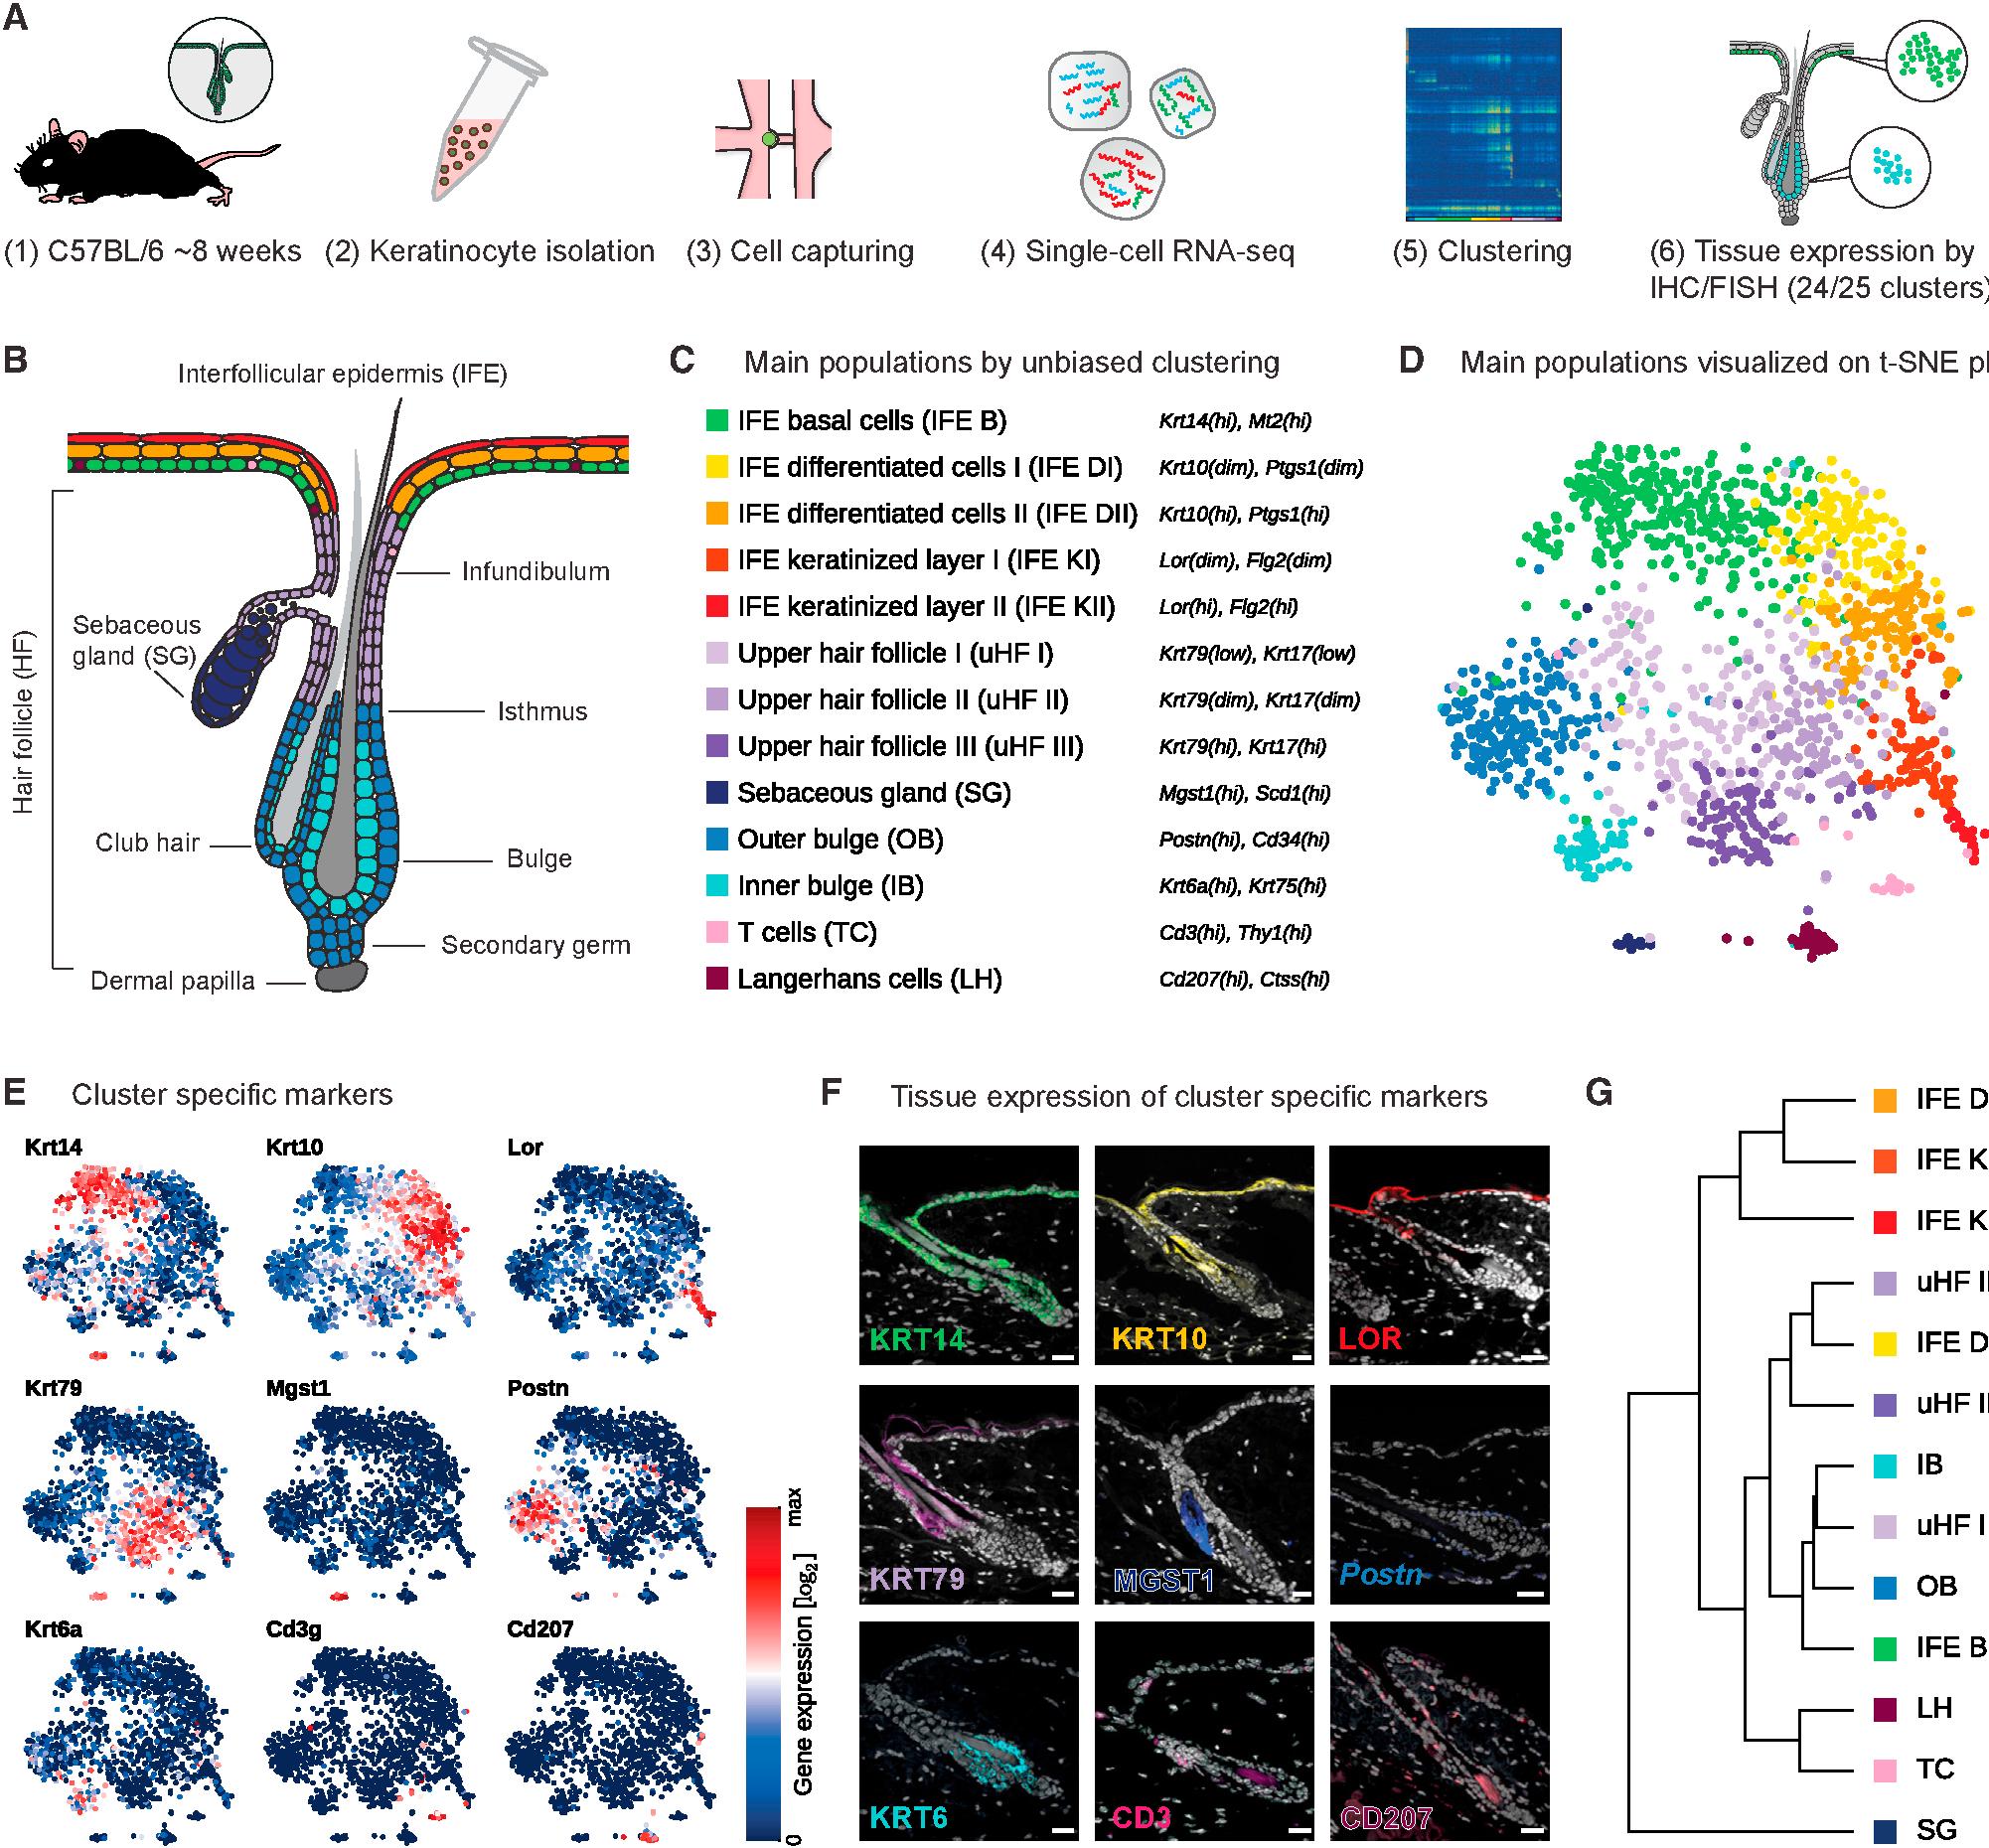 A
(1) C57BL/6 ~8 weeks
(2) Keratinocyte isolation
(3) Cell capturing
(4) Single-cell RNA-seq
(5) Clustering
(6) Tissue expression by
IHC/FISH (24/25 clusters)
B
Interfollicular epidermis (IFE)
Hair follicle (HF)
Infundibulum
Sebaceous
gland (SG)
Isthmus
Club hair
Bulge
Secondary germ
Dermal papilla
C Main populations by unbiased clustering
IFE basal cells (IFE B) Krt14(hi), Mt2(hi)
IFE differentiated cells I (IFE DI) Krt10(dim), Ptgs1(dim)
IFE differentiated cells II (IFE DII) Krt10(hi), Ptgs1(hi)
IFE keratinized layer I (IFE KI) Lor(dim), Flg2(dim)
IFE keratinized layer II (IFE KII) Lor(hi), Flg2(hi)
Upper hair follicle I (uHF I) Krt79(low), Krt17(low)
Upper hair follicle II (uHF II) Krt79(dim), Krt17(dim)
Upper hair follicle III (uHF III) Krt79(hi), Krt17(hi)
Sebaceous gland (SG) Mgst1(hi), Scd1(hi)
Outer bulge (OB) Postn(hi), Cd34(hi)
Inner bulge (IB) Krt6a(hi), Krt75(hi)
T cells (TC) Cd3(hi), Thy1(hi)
Langerhans cells (LH) Cd207(hi), Ctss(hi)
D Main populations visualized on t-SNE pl
E Cluster specific markers
Krt14
Krt10
Lor
Krt79
Mgst1
Postn
Krt6a
Cd3g
Cd207
max
Gene expression [log2]
0
F Tissue expression of cluster specific markers
KRT14
KRT10
LOR
KRT79
MGST1
Postn
KRT6
CD3
CD207
G
IFE D
IFE K
IFE K
uHF II
IFE D
uHF II
IB
uHF I
OB
IFE B
LH
TC
SG